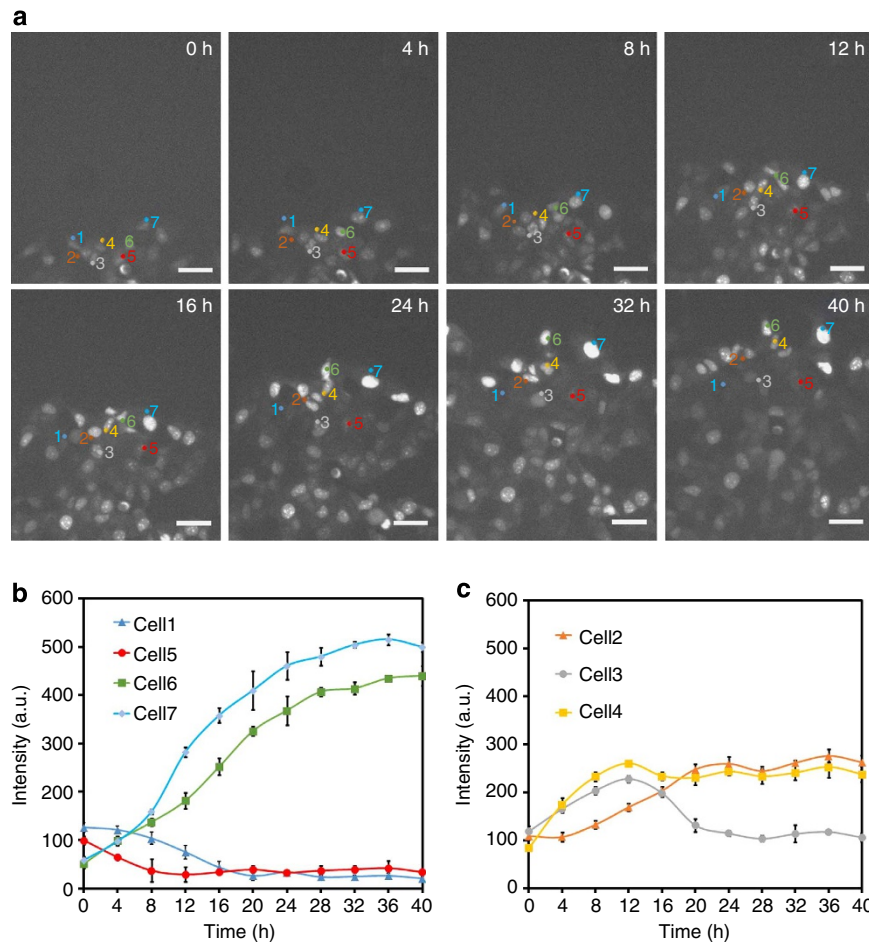 a
0 h
4 h
8 h
12 h
1 2 3 4 5 6 7
1 2 3 4 5 6 7
1 2 3 4 5 6 7
1 2 3 4 5 6 7
16 h
24 h
32 h
40 h
1 2 3 4 5 6 7
1 2 3 4 5 6 7
1 2 3 4 5 6 7
1 2 3 4 5 6 7
b
600
500
400
300
200
100
0
Intensity (a.u.)
Cell1
Cell5
Cell6
Cell7
0 4 8 12 16 20 24 28 32 36 40
Time (h)
c
600
500
400
300
200
100
0
Intensity (a.u.)
Cell2
Cell3
Cell4
0 4 8 12 16 20 24 28 32 36 40
Time (h)